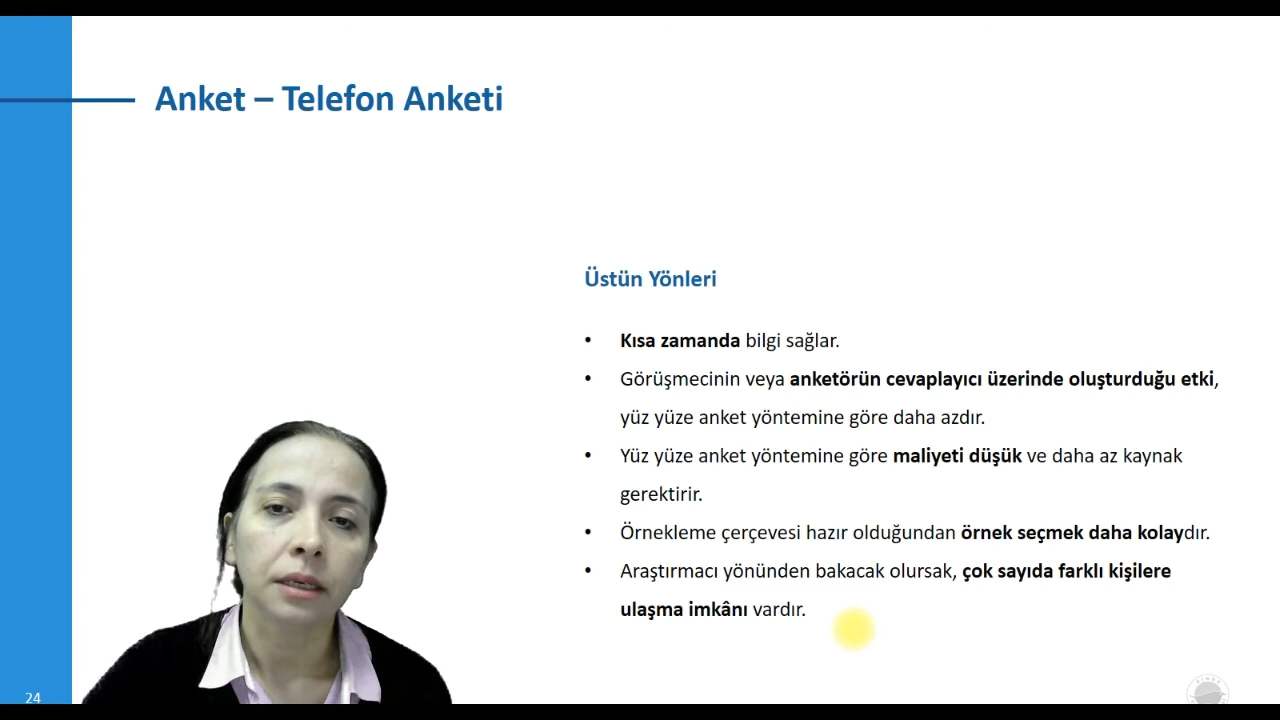 Anket – Telefon Anketi
Üstün Yönleri
• Kısa zamanda bilgi sağlar.
• Görüşmecinin veya anketörün cevaplayıcı üzerinde oluşturduğu etki,
yüz yüze anket yöntemine göre daha azdır.
• Yüz yüze anket yöntemine göre maliyeti düşük ve daha az kaynak
gerektirir.
• Örnekleme çerçevesi hazır olduğundan örnek seçmek daha kolaydır.
• Araştırmacı yönünden bakacak olursak, çok sayıda farklı kişilere
ulaşma imkânı vardır.
24